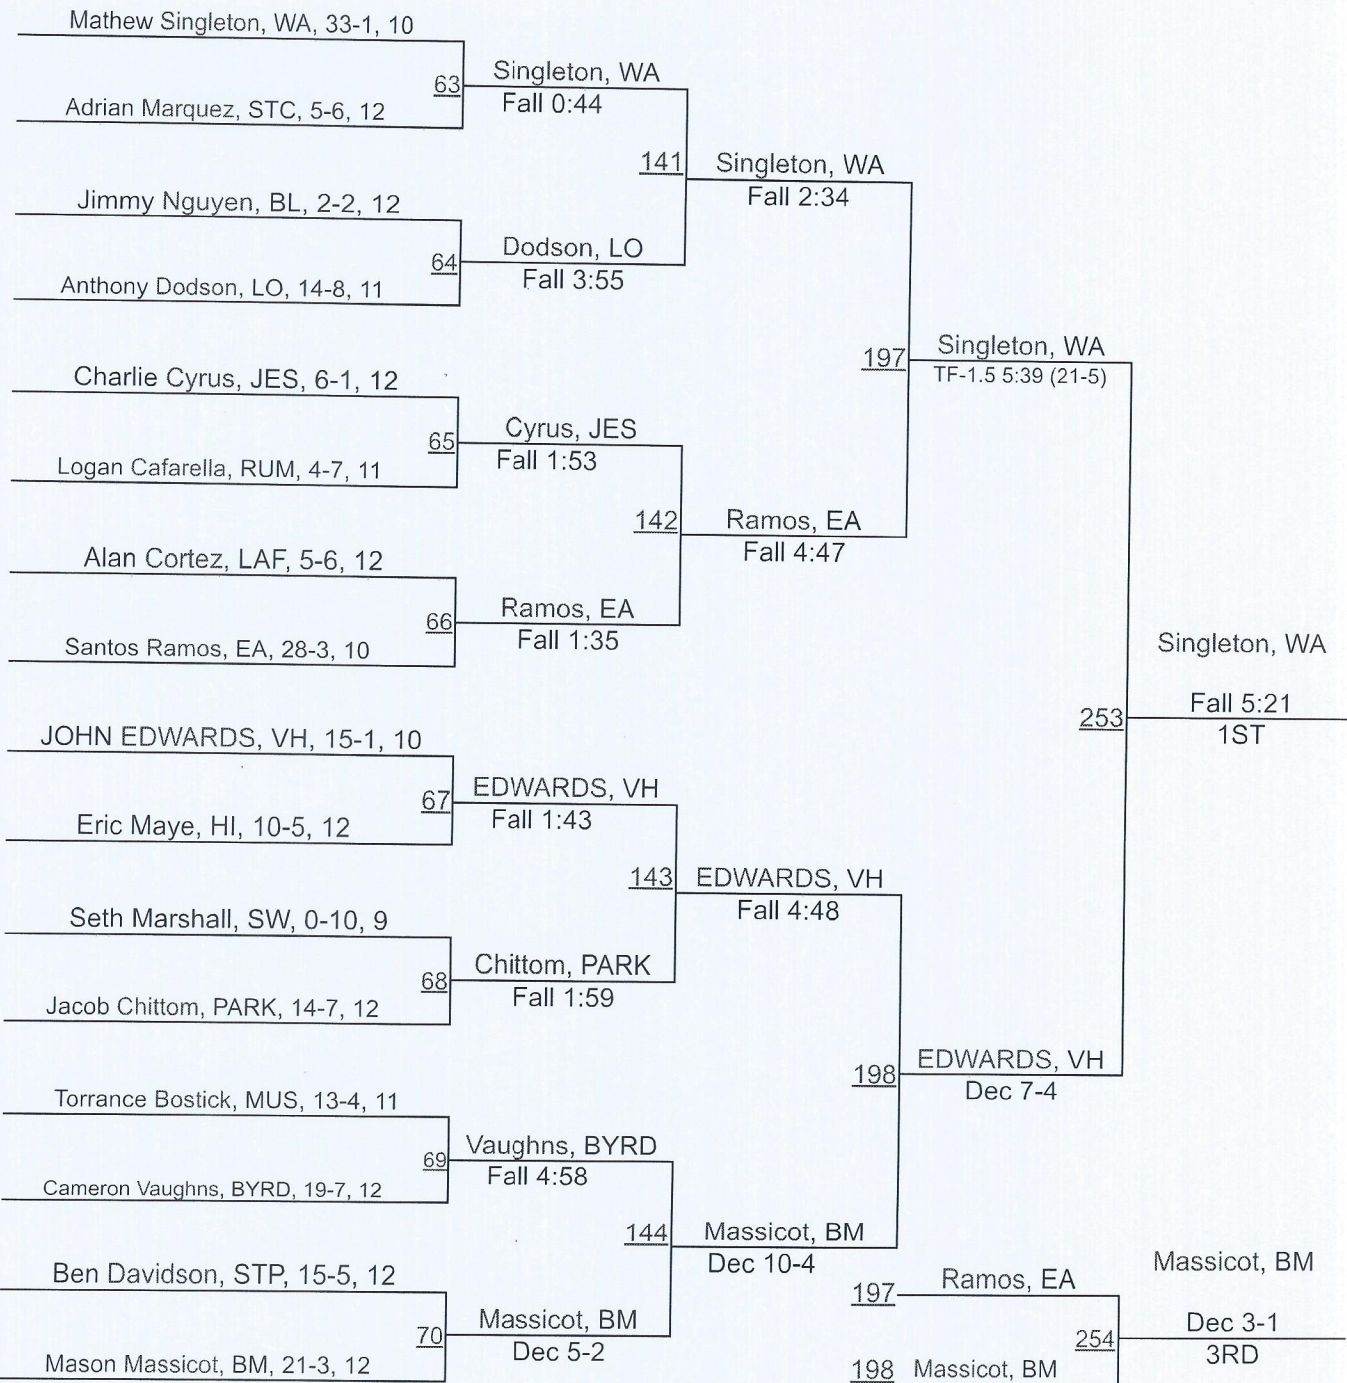 Mathew Singleton, WA, 33-1, 10
63
Singleton, WA
Fall 0:44
Adrian Marquez, STC, 5-6, 12
141
Singleton, WA
Fall 2:34
Jimmy Nguyen, BL, 2-2, 12
64
Dodson, LO
Fall 3:55
Anthony Dodson, LO, 14-8, 11
197
Singleton, WA
TF-1.5 5:39 (21-5)
Charlie Cyrus, JES, 6-1, 12
65
Cyrus, JES
Fall 1:53
Logan Cafarella, RUM, 4-7, 11
142
Ramos, EA
Fall 4:47
Alan Cortez, LAF, 5-6, 12
66
Ramos, EA
Fall 1:35
Santos Ramos, EA, 28-3, 10
253
Singleton, WA
Fall 5:21
1ST
JOHN EDWARDS, VH, 15-1, 10
67
EDWARDS, VH
Fall 1:43
Eric Maye, HI, 10-5, 12
143
EDWARDS, VH
Fall 4:48
Seth Marshall, SW, 0-10, 9
68
Chittom, PARK
Fall 1:59
Jacob Chittom, PARK, 14-7, 12
198
EDWARDS, VH
Dec 7-4
Torrance Bostick, MUS, 13-4, 11
69
Vaughns, BYRD
Fall 4:58
Cameron Vaughns, BYRD, 19-7, 12
144
Massicot, BM
Dec 10-4
Ben Davidson, STP, 15-5, 12
70
Massicot, BM
Dec 5-2
Mason Massicot, BM, 21-3, 12
197
Ramos, EA
254
Massicot, BM
Dec 3-1
3RD
198
Massicot, BM